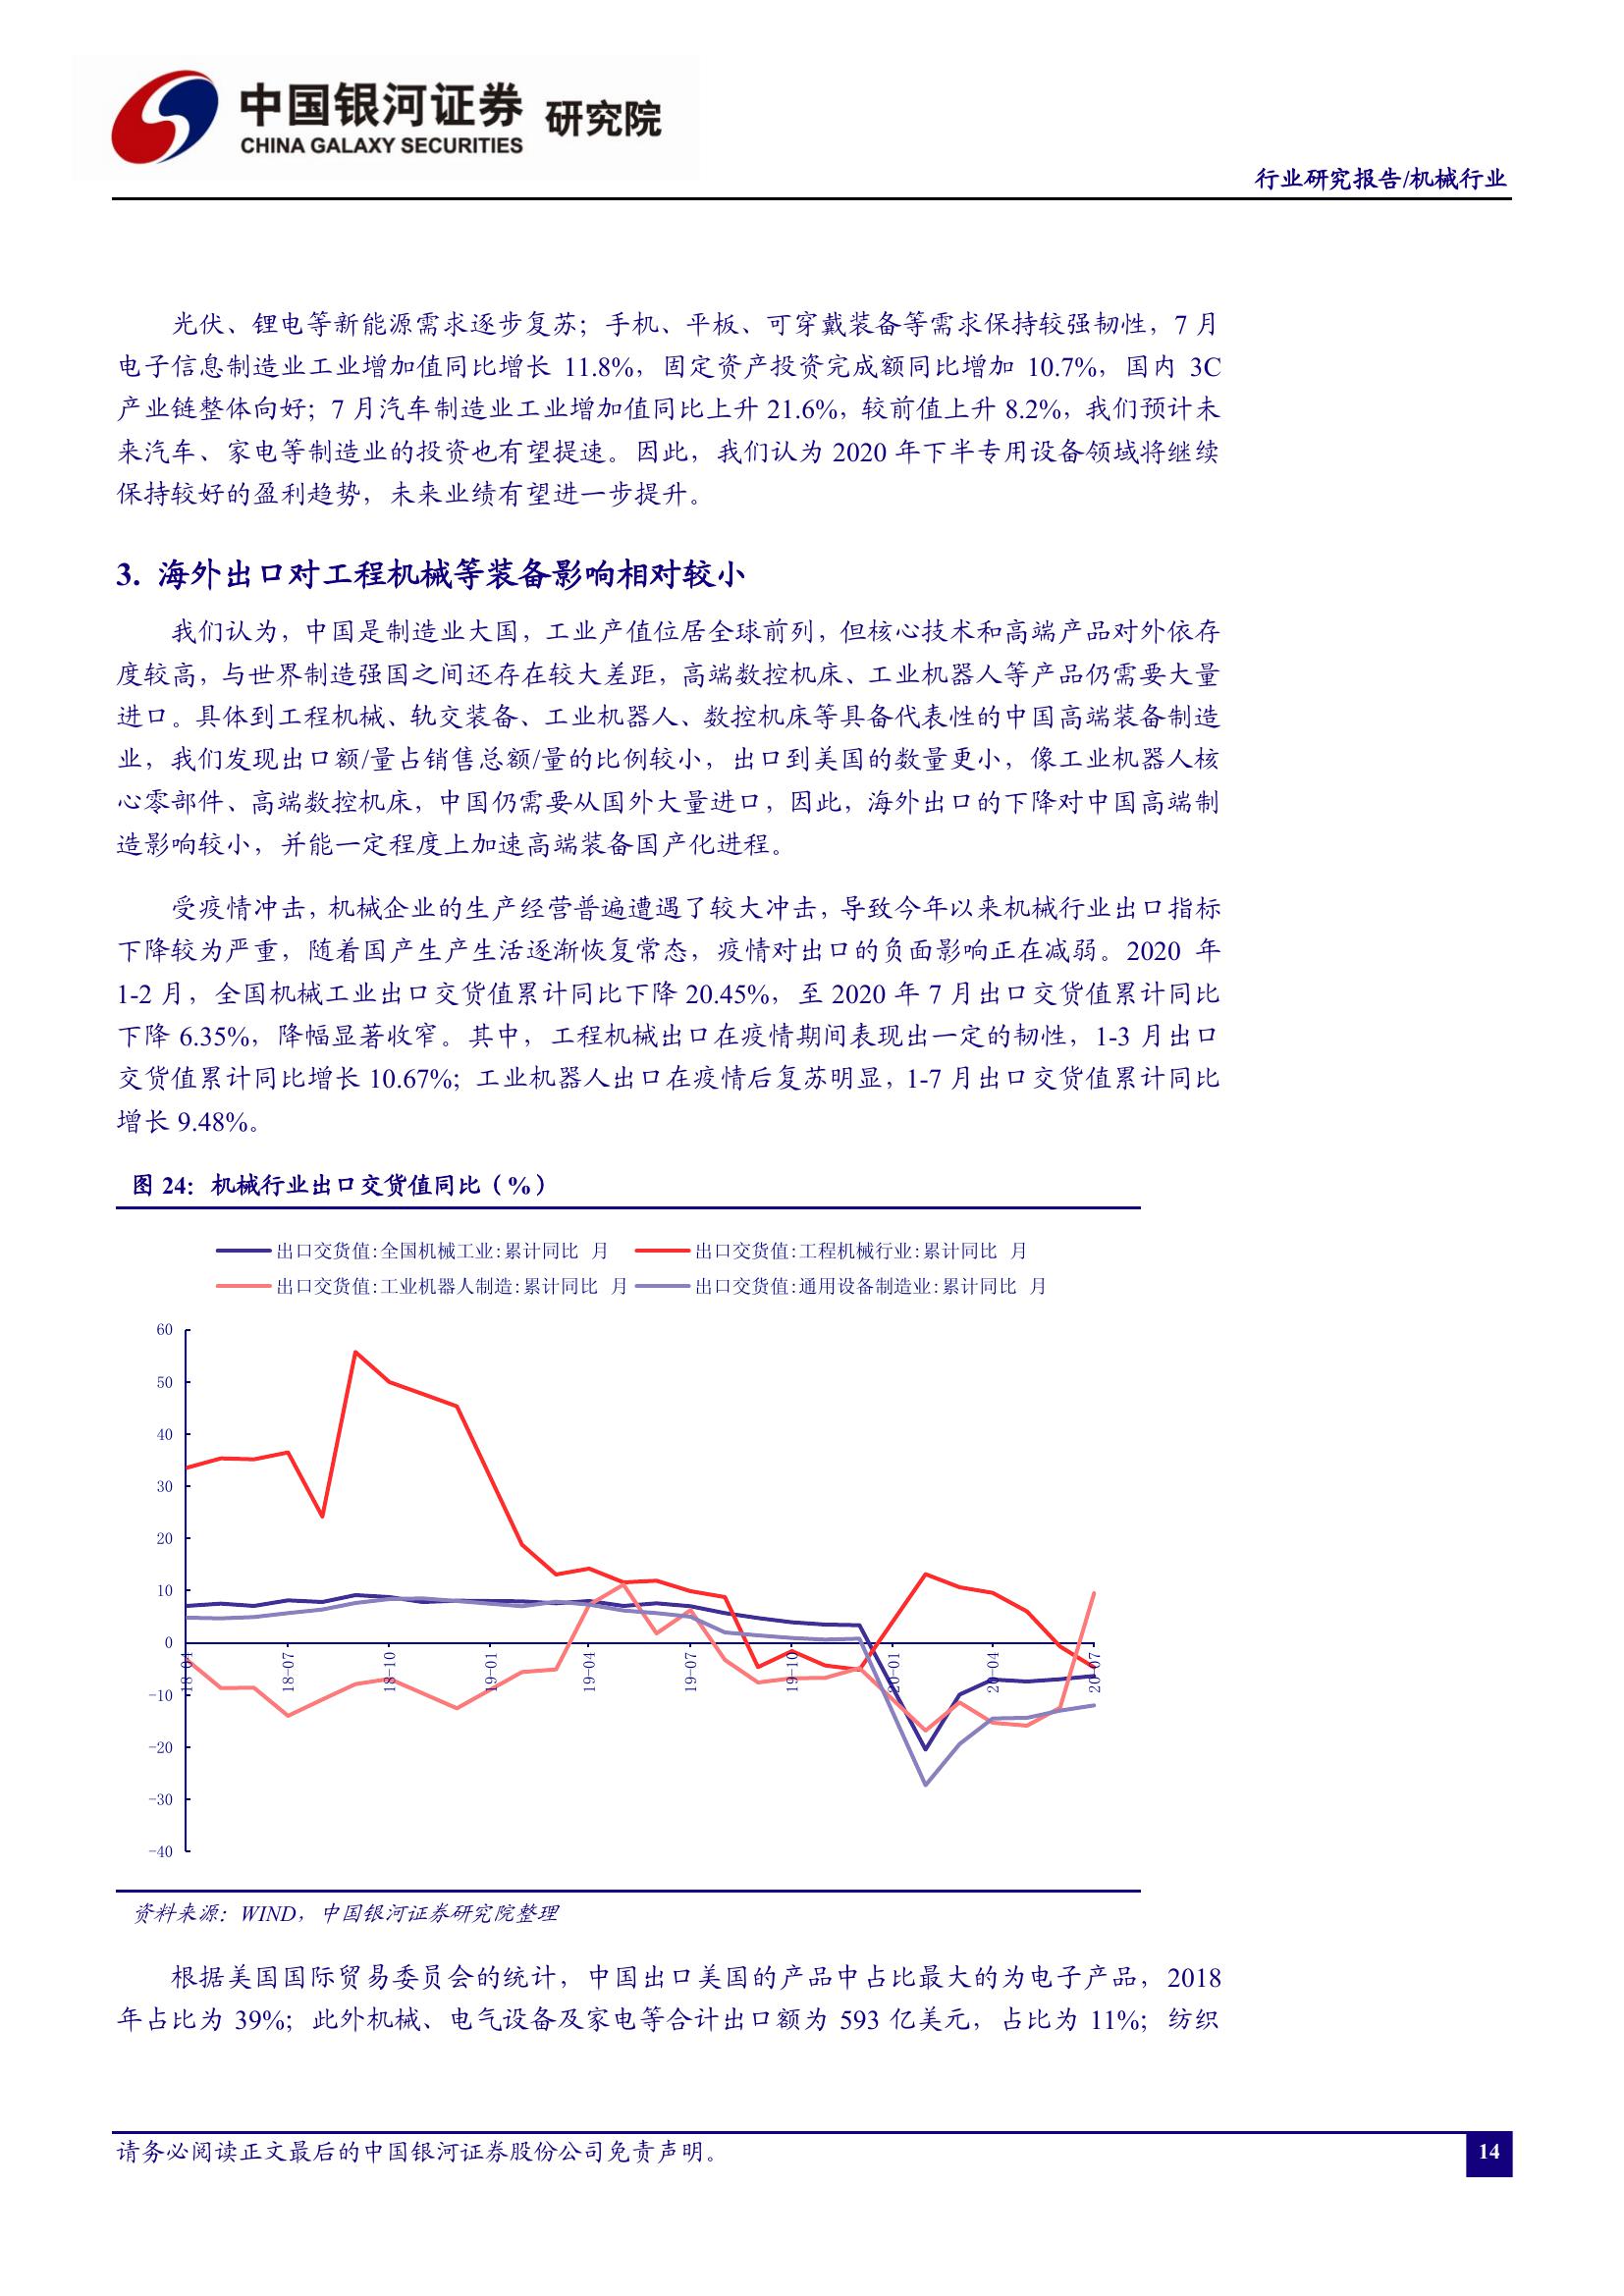 中国银河证券 研究院
CHINA GALAXY SECURITIES
行业研究报告/机械行业
光伏、锂电等新能源需求逐步复苏；手机、平板、可穿戴装备等需求保持较强韧性，7 月
电子信息制造业工业增加值同比增长 11.8%，固定资产投资完成额同比增加 10.7%，国内 3C
产业链整体向好；7 月汽车制造业工业增加值同比上升 21.6%，较前值上升 8.2%，我们预计未
来汽车、家电等制造业的投资也有望提速。因此，我们认为 2020 年下半专用设备领域将继续
保持较好的盈利趋势，未来业绩有望进一步提升。
3. 海外出口对工程机械等装备影响相对较小
我们认为，中国是制造业大国，工业产值位居全球前列，但核心技术和高端产品对外依存
度较高，与世界制造强国之间还存在较大差距，高端数控机床、工业机器人等产品仍需要大量
进口。具体到工程机械、轨交装备、工业机器人、数控机床等具备代表性的中国高端装备制造
业，我们发现出口额/量占销售总额/量的比例较小，出口到美国的数量更小，像工业机器人核
心零部件、高端数控机床，中国仍需要从国外大量进口，因此，海外出口的下降对中国高端制
造影响较小，并能一定程度上加速高端装备国产化进程。
受疫情冲击，机械企业的生产经营普遍遭遇了较大冲击，导致今年以来机械行业出口指标
下降较为严重，随着国产生产生活逐渐恢复常态，疫情对出口的负面影响正在减弱。2020 年
1-2 月，全国机械工业出口交货值累计同比下降 20.45%，至 2020 年 7 月出口交货值累计同比
下降 6.35%，降幅显著收窄。其中，工程机械出口在疫情期间表现出一定的韧性，1-3 月出口
交货值累计同比增长 10.67%；工业机器人出口在疫情后复苏明显，1-7 月出口交货值累计同比
增长 9.48%。
图 24：机械行业出口交货值同比（%）
出口交货值:全国机械工业:累计同比 月 出口交货值:工程机械行业:累计同比 月
出口交货值:工业机器人制造:累计同比 月 出口交货值:通用设备制造业:累计同比 月
60
50
40
30
20
10
0
-10
-20
-30
-40
18-04 18-07 18-10 19-01 19-04 19-07 19-10 20-01 20-04 20-07
资料来源：WIND，中国银河证券研究院整理
根据美国国际贸易委员会的统计，中国出口美国的产品中占比最大的为电子产品，2018
年占比为 39%；此外机械、电气设备及家电等合计出口额为 593 亿美元，占比为 11%；纺织
请务必阅读正文最后的中国银河证券股份公司免责声明。
14